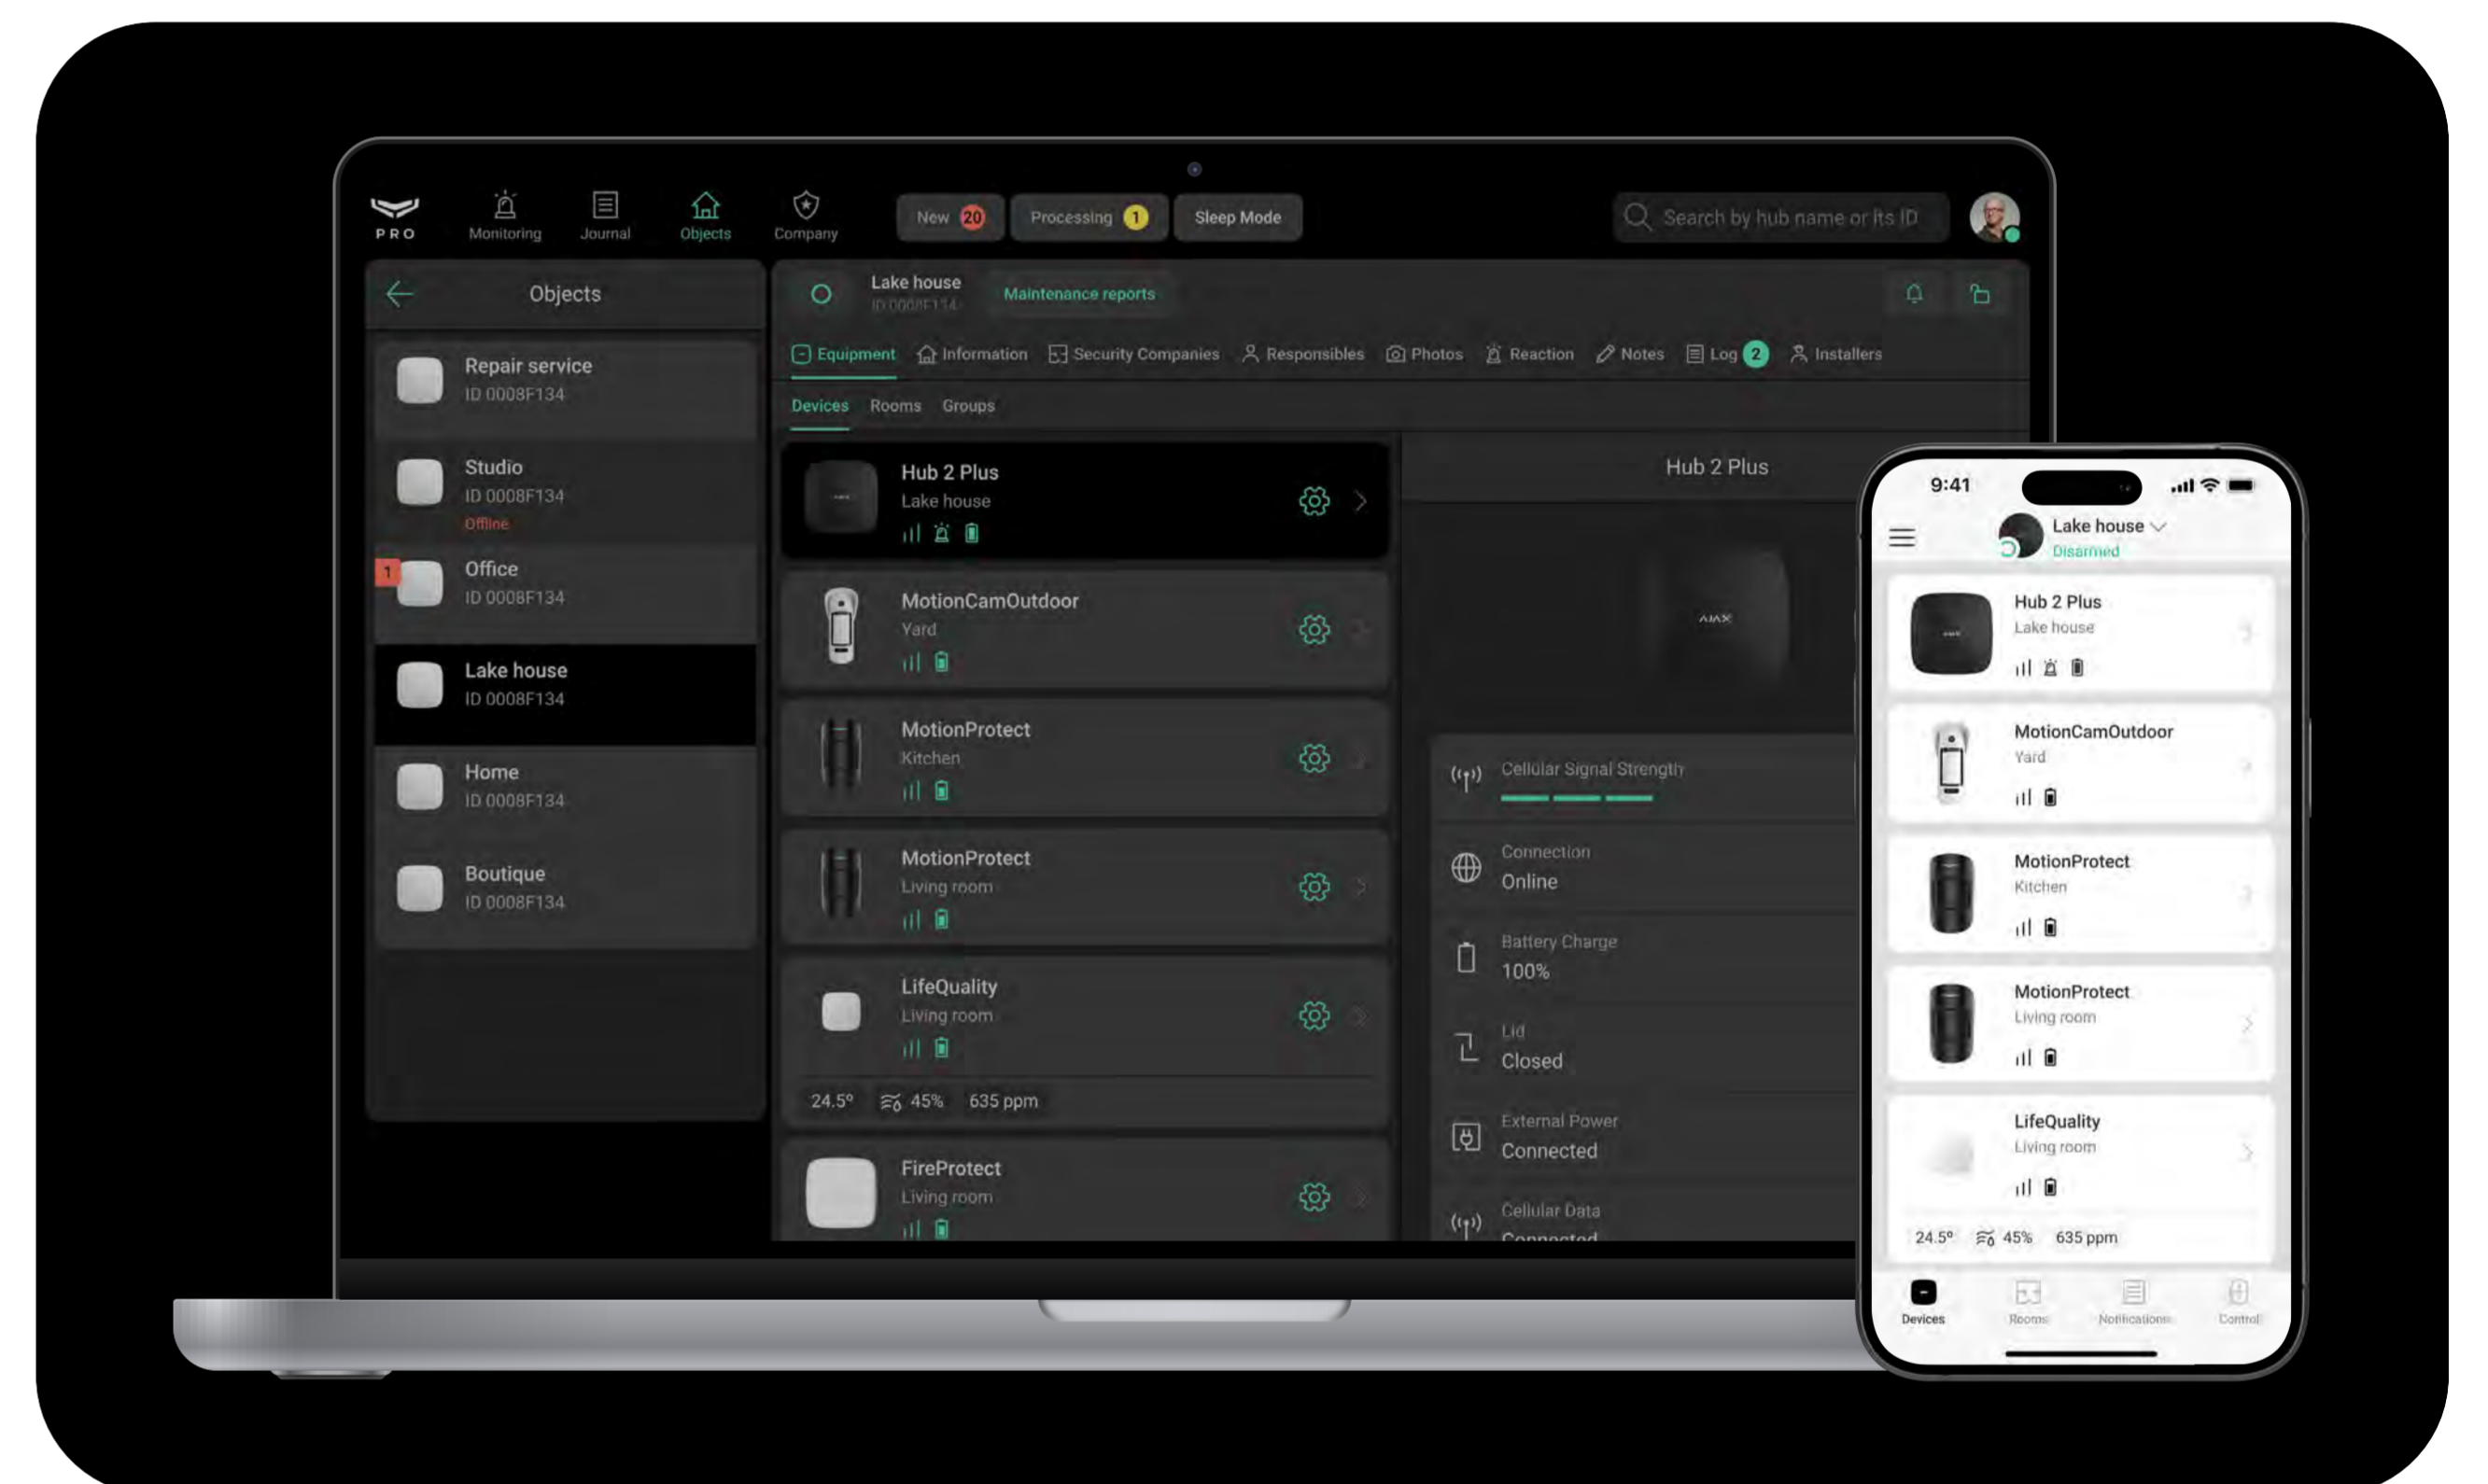 PRO
Monitoring
Journal
Objects
Company
New 20
Processing 1
Sleep Mode
Search by hub name or its ID
Objects
Repair service
ID 0008F134
Studio
ID 0008F134
Offline
1
Office
ID 0008F134
Lake house
ID 0008F134
Home
ID 0008F134
Boutique
ID 0008F134
Lake house
ID 0008F134
Maintenance reports
Equipment
Information
Security Companies
Responsibles
Photos
Reaction
Notes
Log 2
Installers
Devices
Rooms
Groups
Hub 2 Plus
Lake house
MotionCamOutdoor
Yard
MotionProtect
Kitchen
MotionProtect
Living room
LifeQuality
Living room
24.5° 45% 635 ppm
FireProtect
Living room
Hub 2 Plus
AJAX
Cellular Signal Strength
Connection
Online
Battery Charge
100%
Lid
Closed
External Power
Connected
Cellular Data
Connected
9:41
Lake house
Disarmed
Hub 2 Plus
Lake house
MotionCamOutdoor
Yard
MotionProtect
Kitchen
MotionProtect
Living room
LifeQuality
Living room
24.5° 45% 635 ppm
Devices
Rooms
Notifications
Control